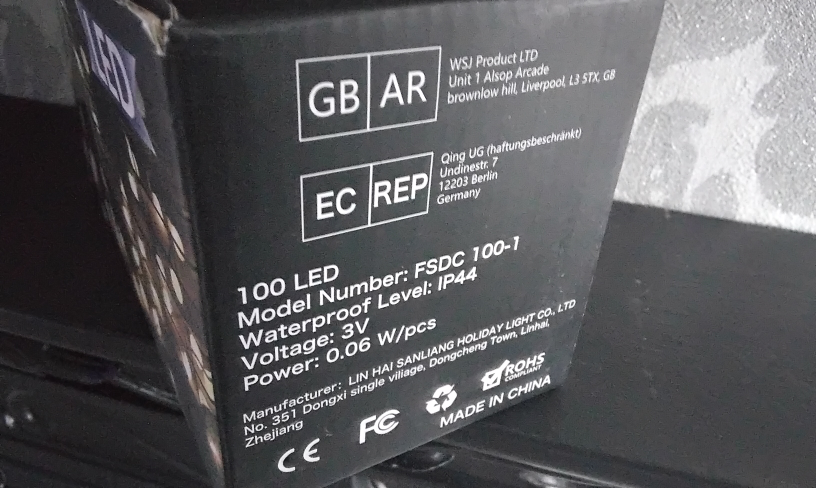 LED
GB AR
WSJ Product LTD
Unit 1 Alsop Arcade
brownlow hill, Liverpool, L3 5TX, GB
EC REP
Qing UG (haftungsbeschränkt)
Undinestr. 7
12203 Berlin
Germany
100 LED
Model Number: FSDC 100-1
Waterproof Level: IP44
Voltage: 3V
Power: 0.06 W/pcs
Manufacturer: LIN HAI SANLIANG HOLIDAY LIGHT CO., LTD
No. 351 Dongxi single viliage, Dongcheng Town, Linhai,
Zhejiang
CE FC ROHS
COMPLIANT
MADE IN CHINA